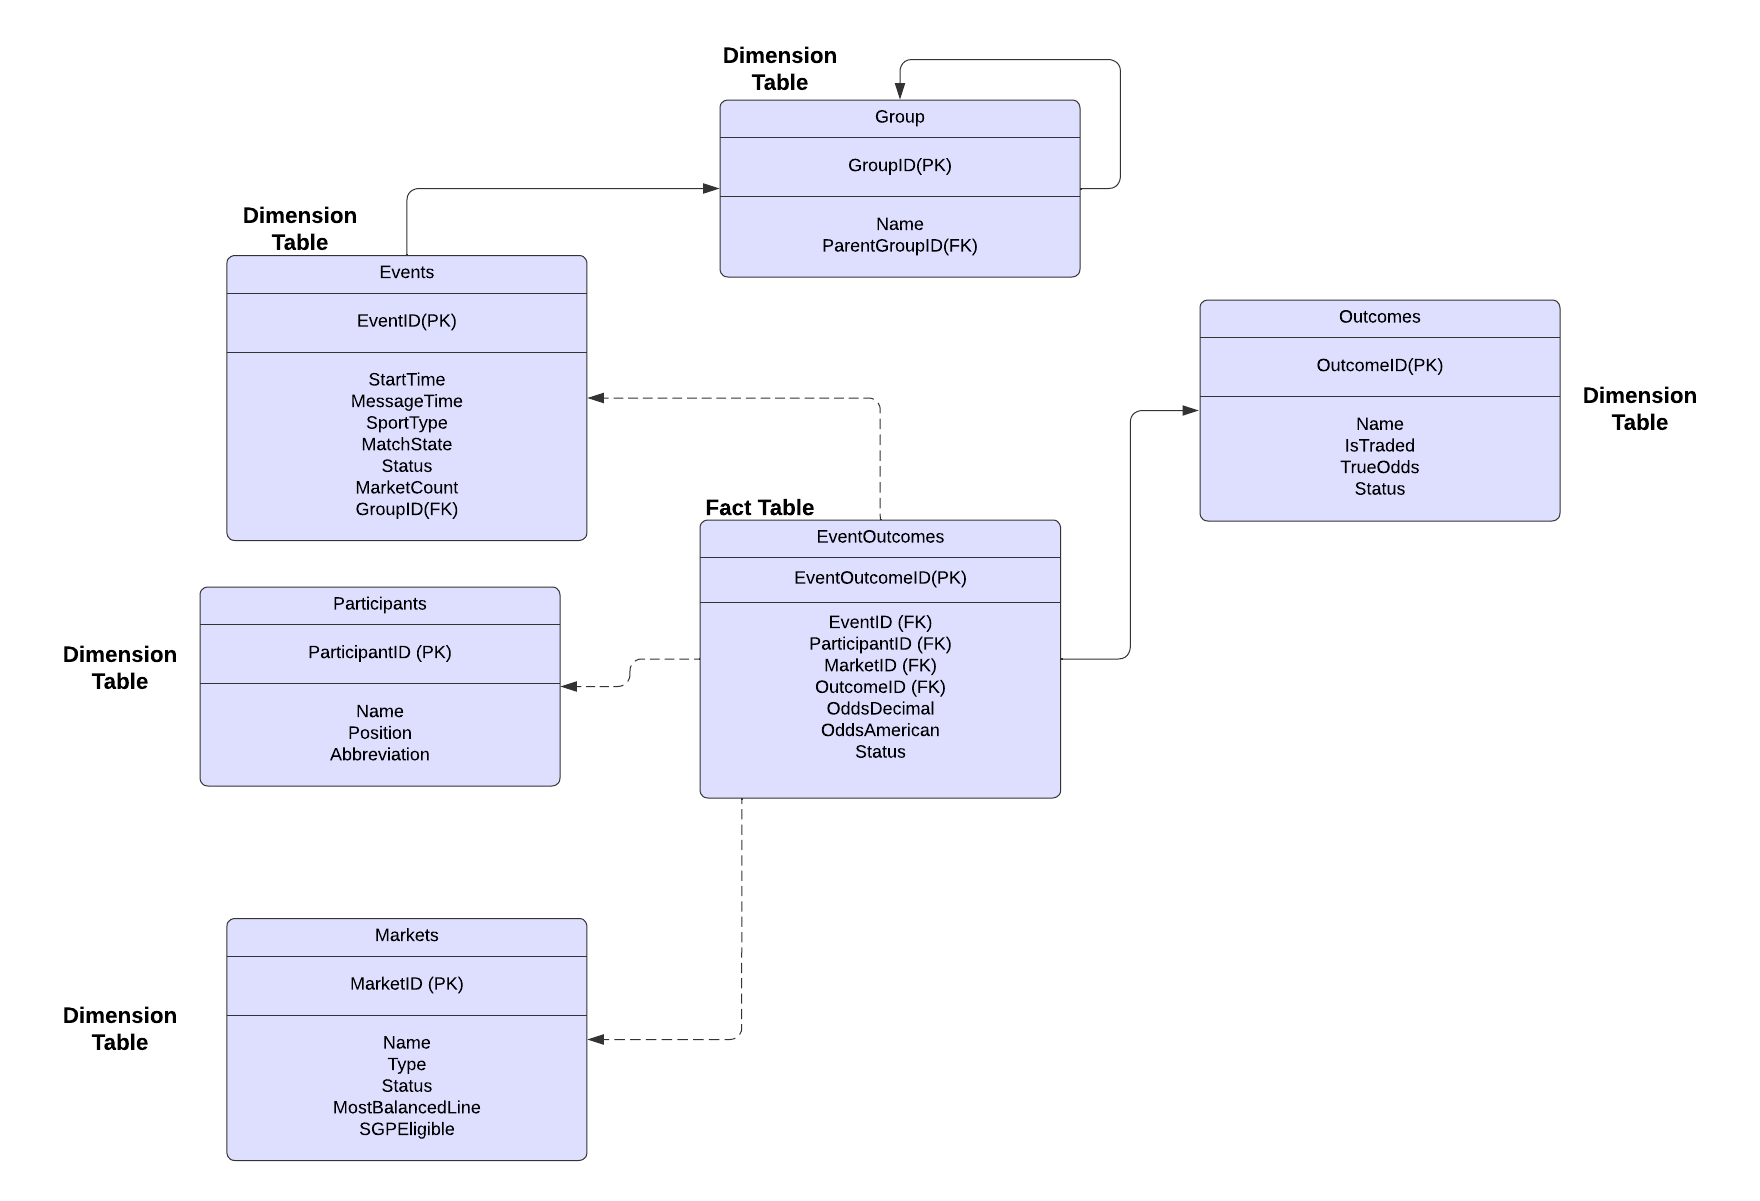 Dimension
Table
Group
GroupID(PK)
Name
ParentGroupID(FK)
Dimension
Table
Events
EventID(PK)
StartTime
MessageTime
SportType
MatchState
Status
MarketCount
GroupID(FK)
Outcomes
OutcomeID(PK)
Name
IsTraded
TrueOdds
Status
Dimension
Table
Fact Table
EventOutcomes
EventOutcomeID(PK)
EventID (FK)
ParticipantID (FK)
MarketID (FK)
OutcomeID (FK)
OddsDecimal
OddsAmerican
Status
Dimension
Table
Participants
ParticipantID (PK)
Name
Position
Abbreviation
Dimension
Table
Markets
MarketID (PK)
Name
Type
Status
MostBalancedLine
SGPEligible